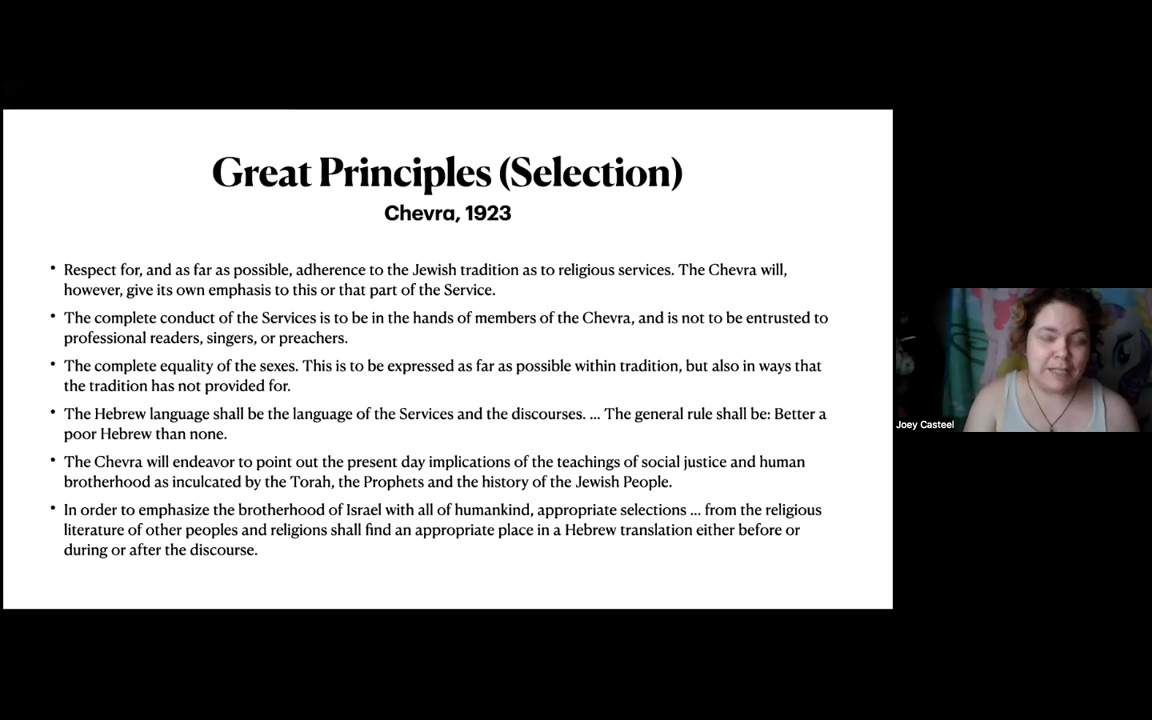 Great Principles (Selection)
Chevra, 1923
• Respect for, and as far as possible, adherence to the Jewish tradition as to religious services. The Chevra will,
however, give its own emphasis to this or that part of the Service.
• The complete conduct of the Services is to be in the hands of members of the Chevra, and is not to be entrusted to
professional readers, singers, or preachers.
• The complete equality of the sexes. This is to be expressed as far as possible within tradition, but also in ways that
the tradition has not provided for.
• The Hebrew language shall be the language of the Services and the discourses. ... The general rule shall be: Better a
poor Hebrew than none.
• The Chevra will endeavor to point out the present day implications of the teachings of social justice and human
brotherhood as inculcated by the Torah, the Prophets and the history of the Jewish People.
• In order to emphasize the brotherhood of Israel with all of humankind, appropriate selections ... from the religious
literature of other peoples and religions shall find an appropriate place in a Hebrew translation either before or
during or after the discourse.
Joey Casteel